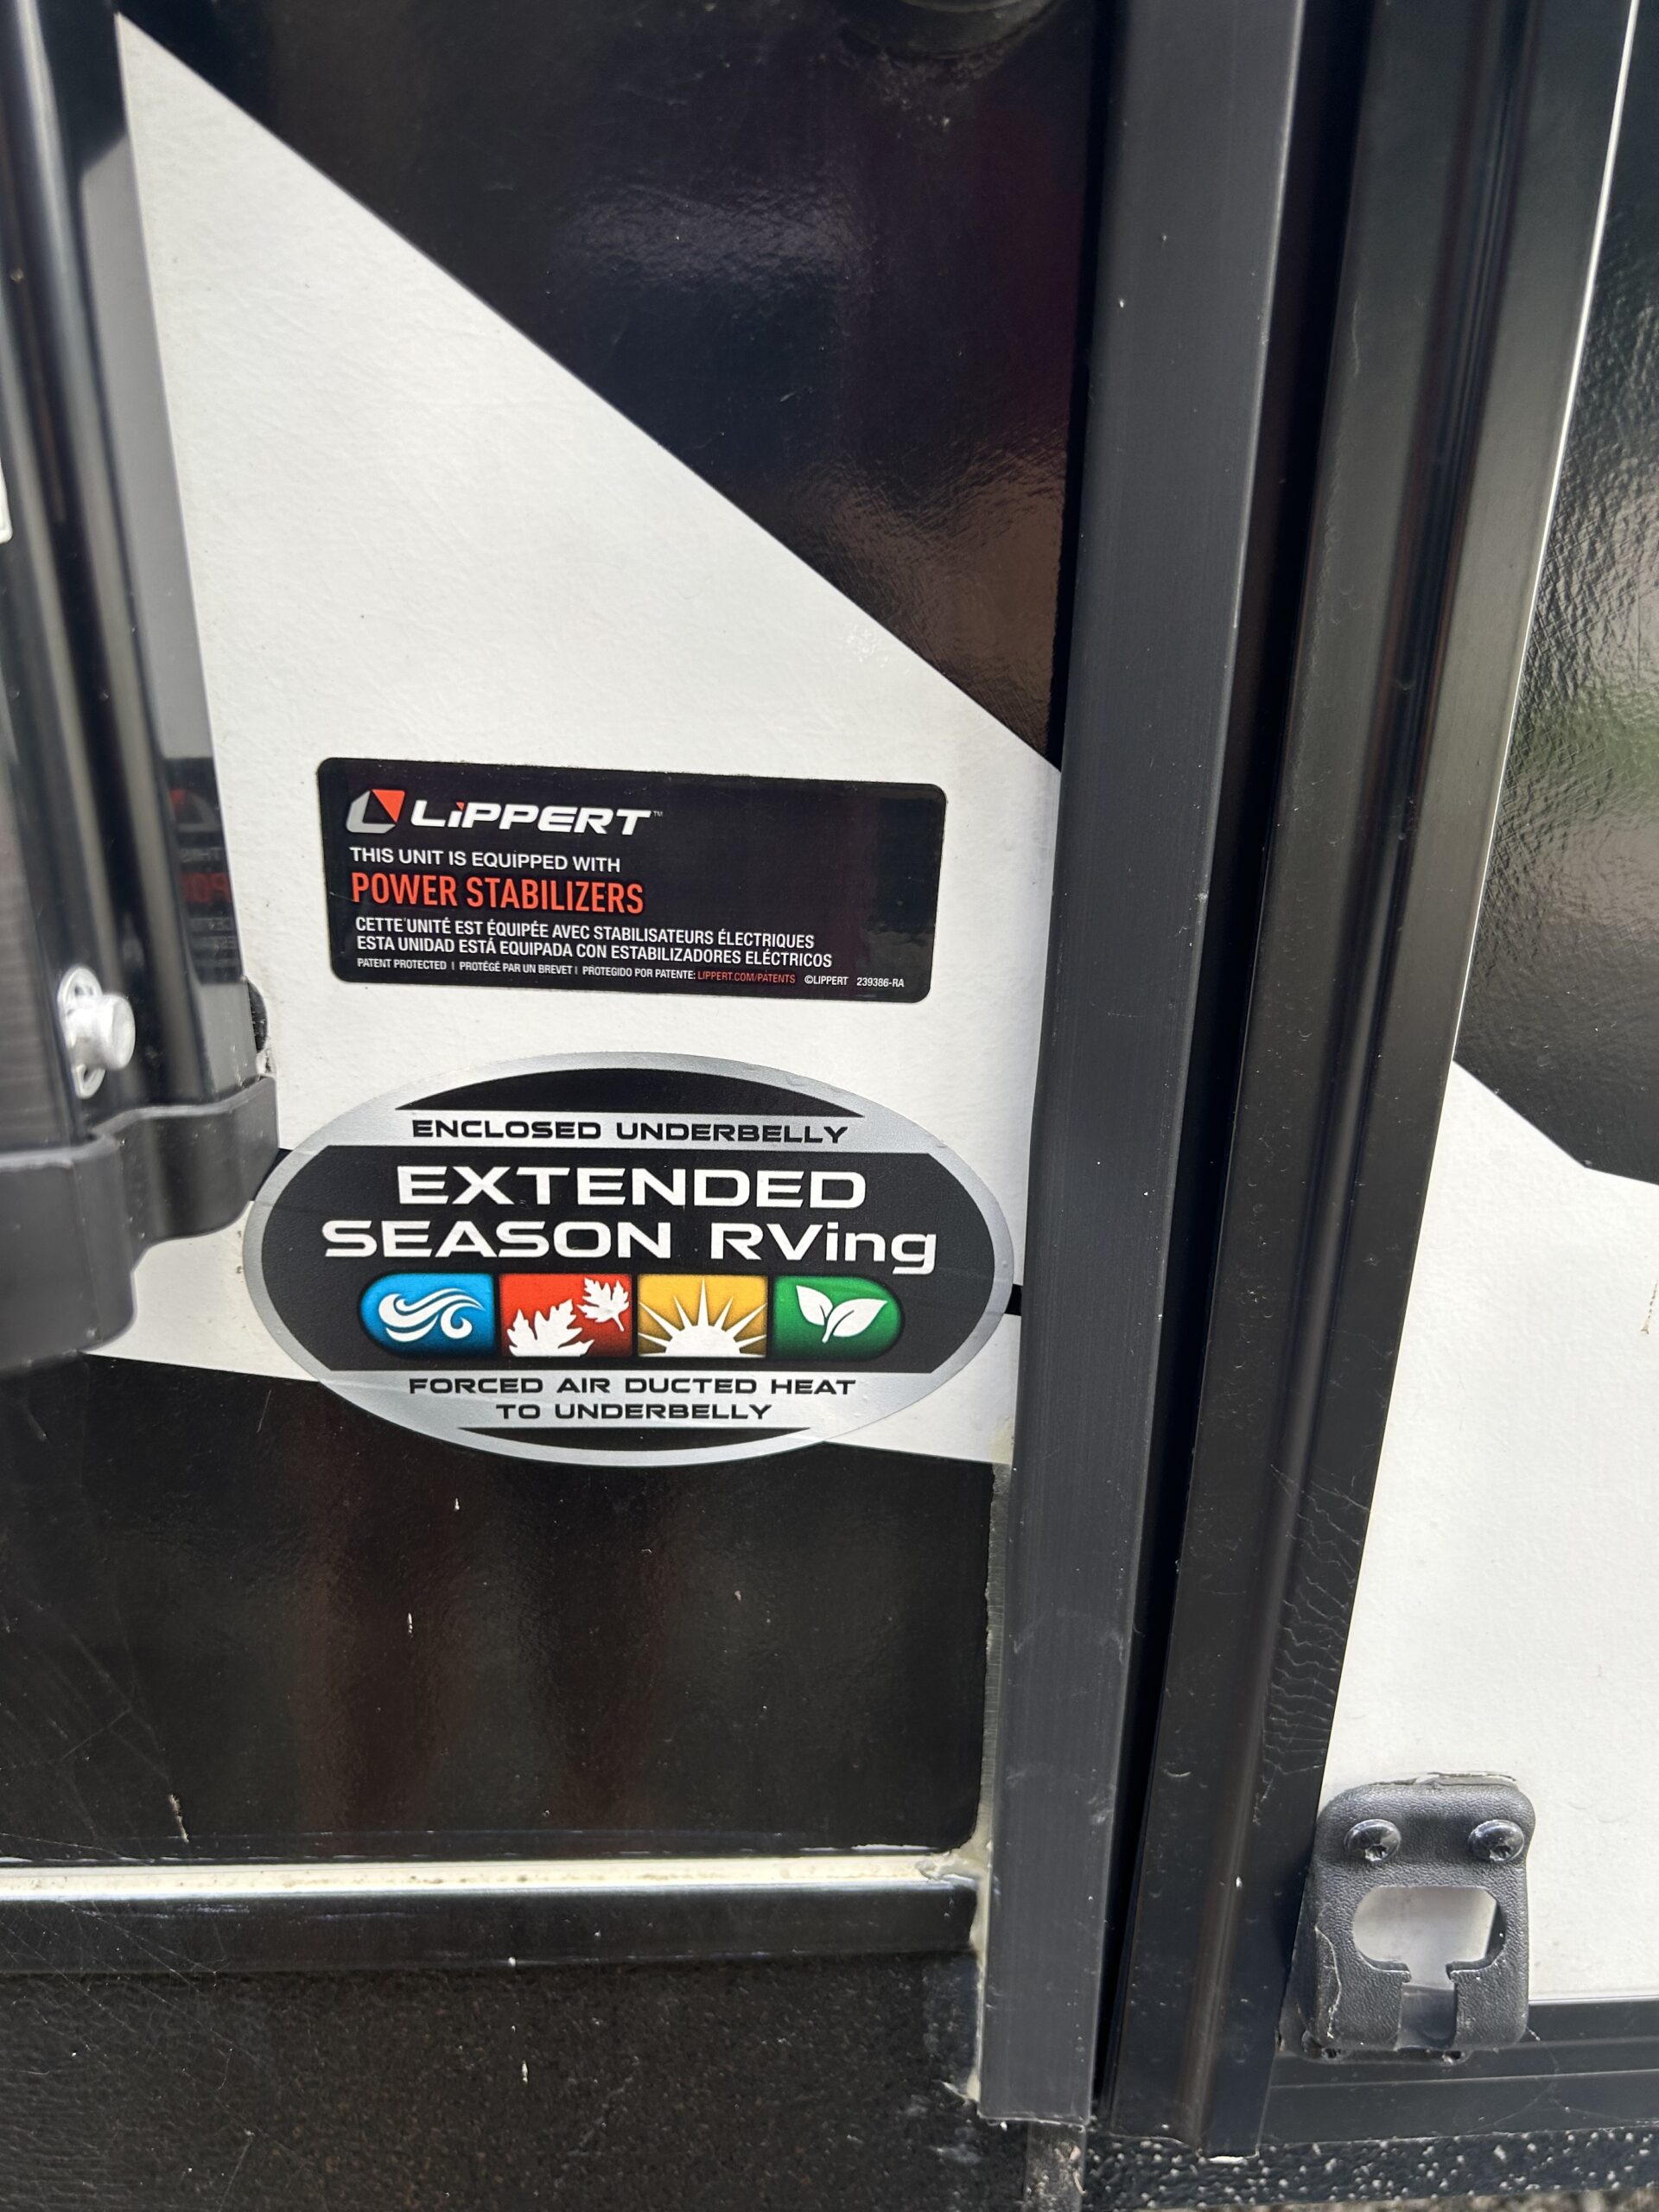 LiPPERT™
THIS UNIT IS EQUIPPED WITH
POWER STABILIZERS
CETTE UNITÉ EST ÉQUIPÉE AVEC STABILISATEURS ÉLECTRIQUES
ESTA UNIDAD ESTÁ EQUIPADA CON ESTABILIZADORES ELÉCTRICOS
PATENT PROTECTED | PROTÉGÉ PAR UN BREVET | PROTEGIDO POR PATENTE: LIPPERT.COM/PATENTS ©LIPPERT 239386-RA
ENCLOSED UNDERBELLY
EXTENDED
SEASON RVing
FORCED AIR DUCTED HEAT
TO UNDERBELLY